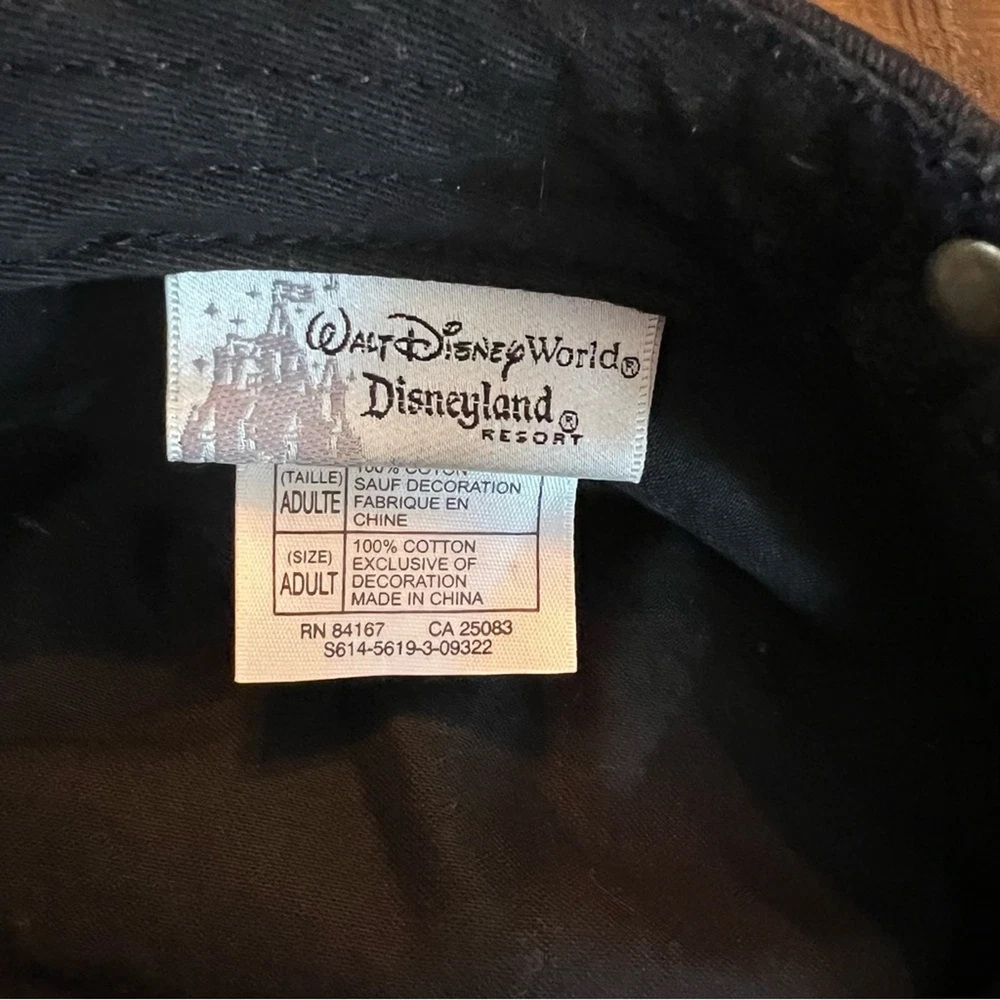 WALT DISNEY World®
Disneyland®
RESORT
(TAILLE)
ADULTE
100% COTON
SAUF DECORATION
FABRIQUE EN
CHINE
(SIZE)
ADULT
100% COTTON
EXCLUSIVE OF
DECORATION
MADE IN CHINA
RN 84167 CA 25083
S614-5619-3-09322